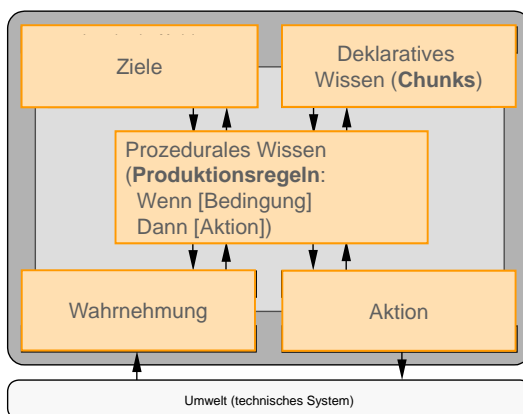 Ziele
Deklaratives
Wissen (Chunks)
Prozedurales Wissen
(Produktionsregeln:
Wenn [Bedingung]
Dann [Aktion])
Wahrnehmung
Aktion
Umwelt (technisches System)